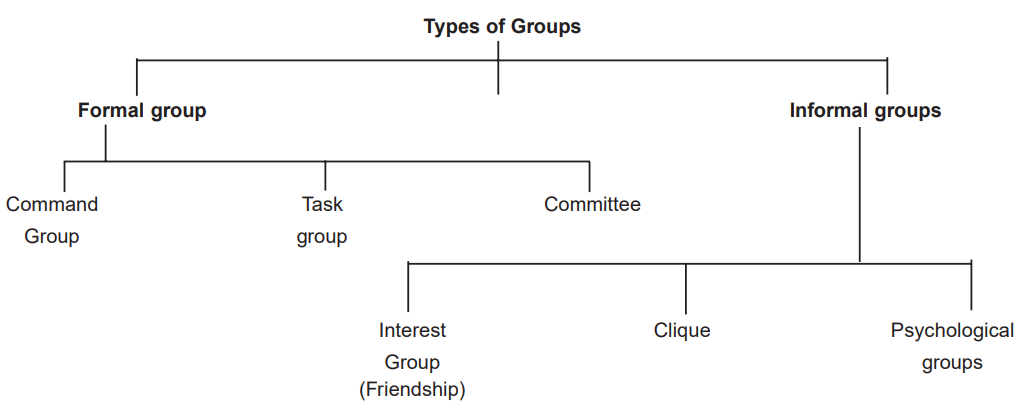 Types of Groups
Formal group
Informal groups
Command
Group
Task
group
Committee
Interest
Group
(Friendship)
Clique
Psychological
groups